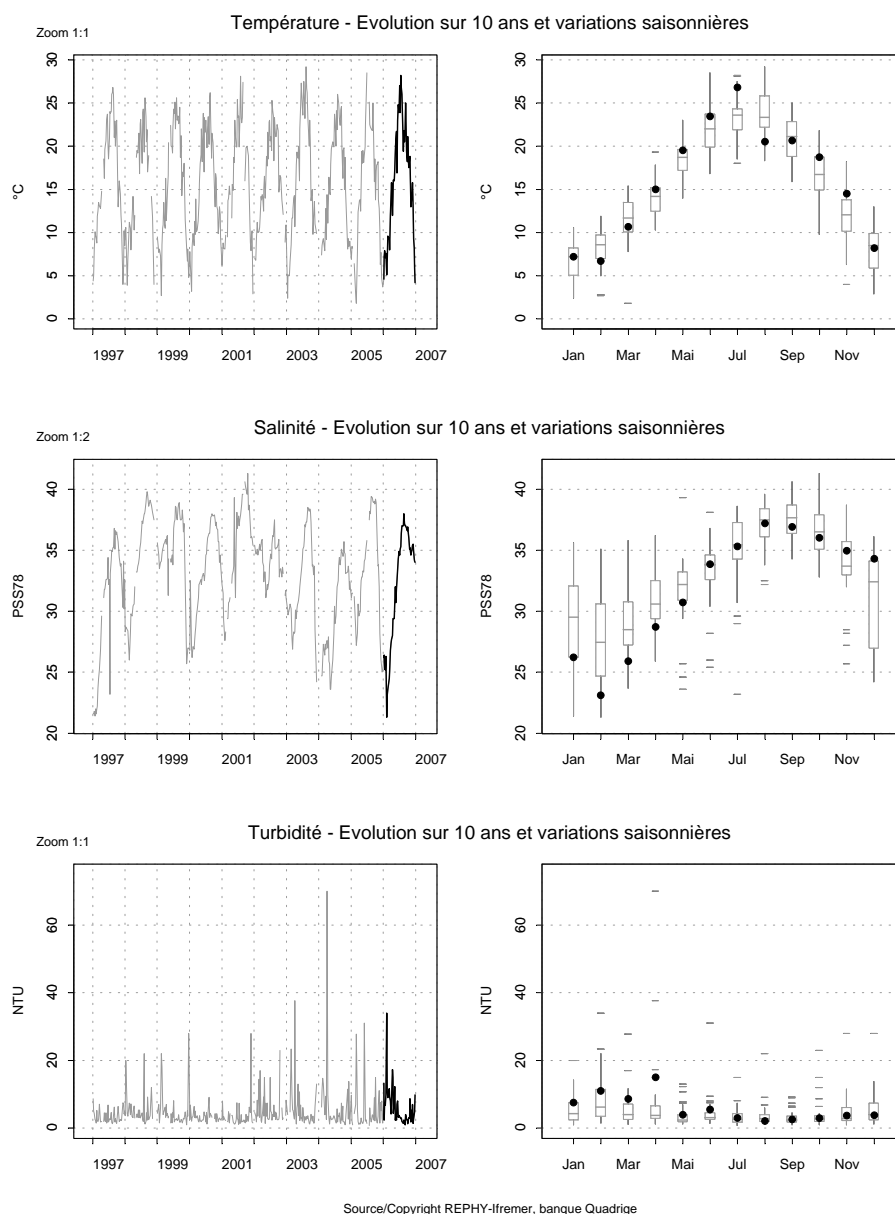 Température - Evolution sur 10 ans et variations saisonnières
Zoom 1:1
°C
0 5 10 15 20 25 30
1997 1999 2001 2003 2005 2007
°C
0 5 10 15 20 25 30
Jan Mar Mai Jul Sep Nov
Salinité - Evolution sur 10 ans et variations saisonnières
Zoom 1:2
PSS78
20 25 30 35 40
1997 1999 2001 2003 2005 2007
PSS78
20 25 30 35 40
Jan Mar Mai Jul Sep Nov
Turbidité - Evolution sur 10 ans et variations saisonnières
Zoom 1:1
NTU
0 20 40 60
1997 1999 2001 2003 2005 2007
NTU
0 20 40 60
Jan Mar Mai Jul Sep Nov
Source/Copyright REPHY-Ifremer, banque Quadrige